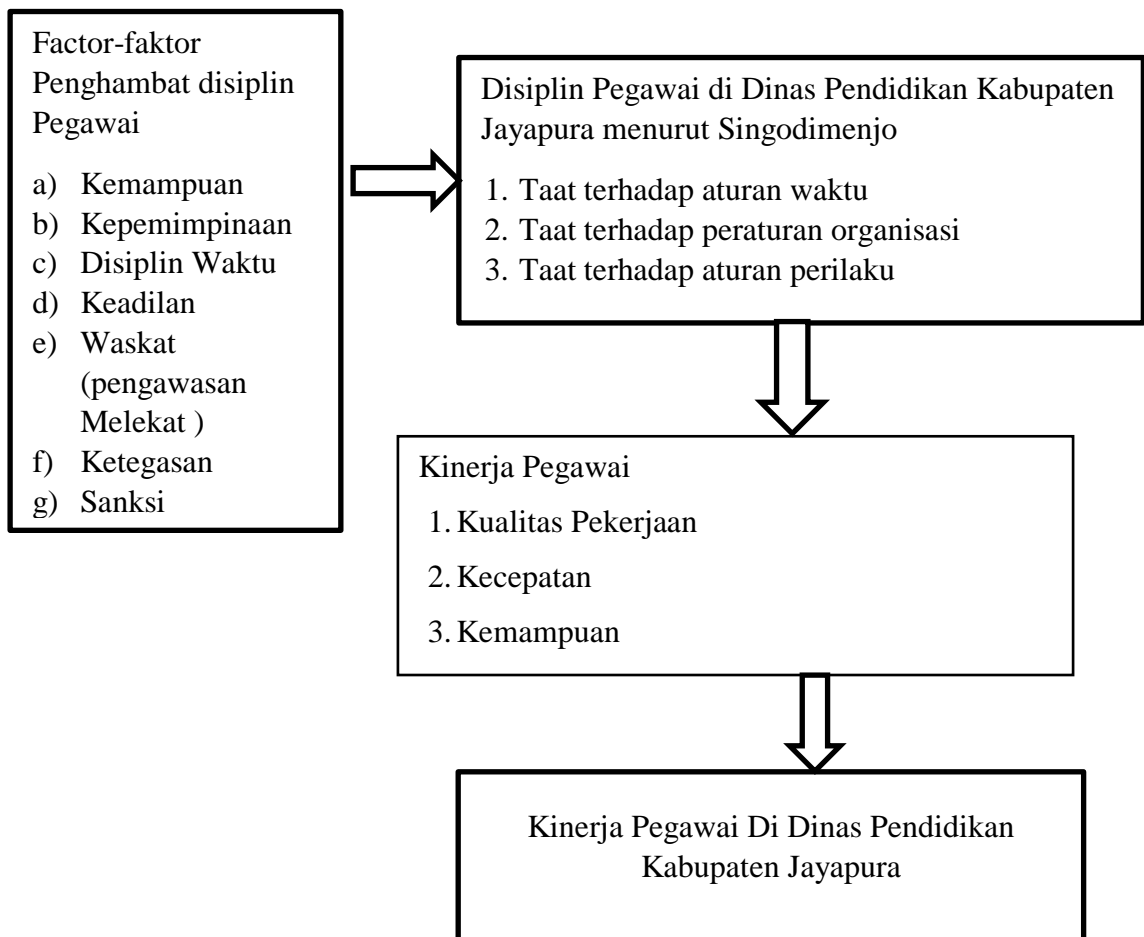 Factor-faktor
Penghambat disiplin
Pegawai
a) Kemampuan
b) Kepemimpinaan
c) Disiplin Waktu
d) Keadilan
e) Waskat
(pengawasan
Melekat )
f) Ketegasan
g) Sanksi
Disiplin Pegawai di Dinas Pendidikan Kabupaten
Jayapura menurut Singodimenjo
1. Taat terhadap aturan waktu
2. Taat terhadap peraturan organisasi
3. Taat terhadap aturan perilaku
Kinerja Pegawai
1. Kualitas Pekerjaan
2. Kecepatan
3. Kemampuan
Kinerja Pegawai Di Dinas Pendidikan
Kabupaten Jayapura